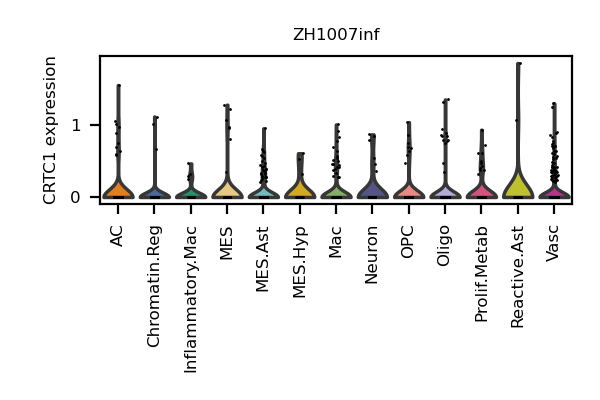 ZH1007inf
CRTC1 expression
1
0
AC
Chromatin.Reg
Inflammatory.Mac
MES
MES.Ast
MES.Hyp
Mac
Neuron
OPC
Oligo
Prolif.Metab
Reactive.Ast
Vasc